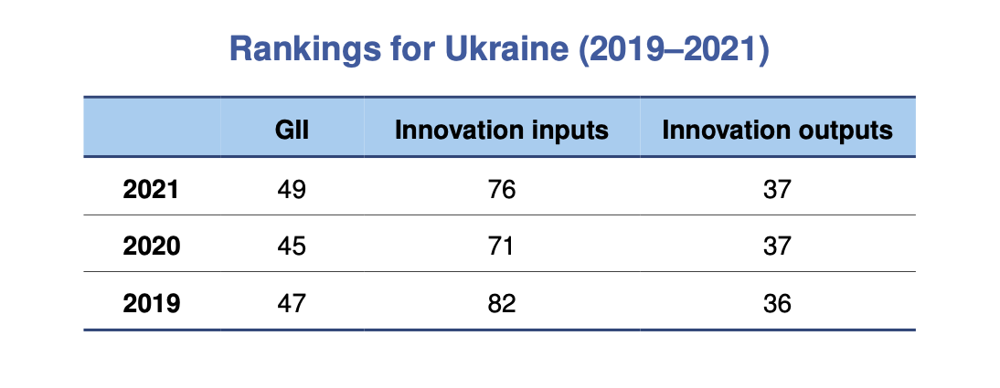 Rankings for Ukraine (2019–2021)
GII Innovation inputs Innovation outputs
2021 49 76 37
2020 45 71 37
2019 47 82 36